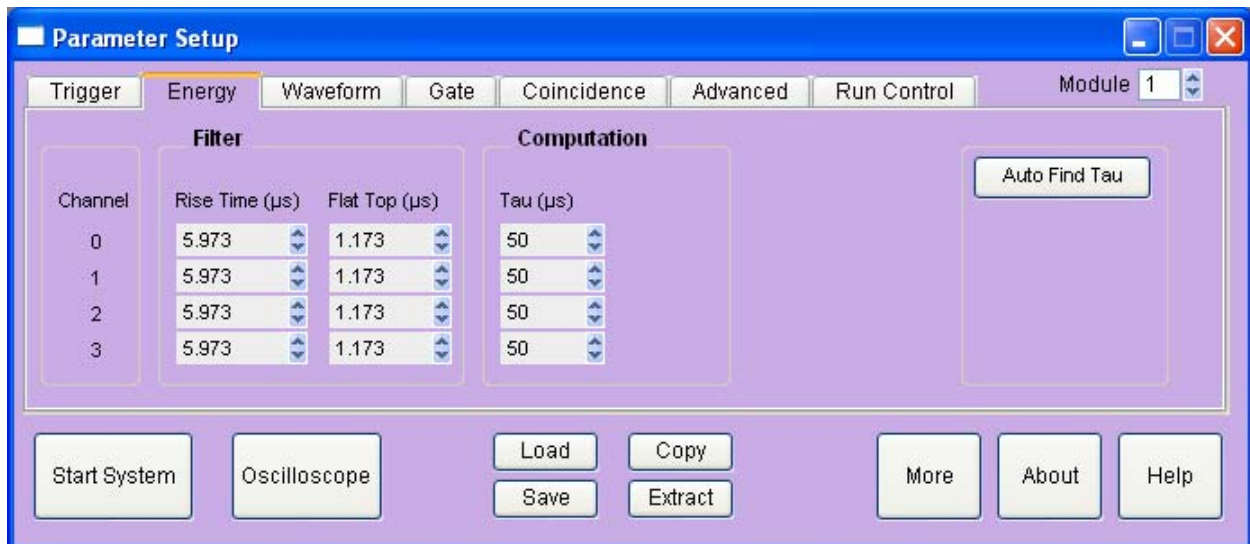 Parameter Setup
Trigger Energy Waveform Gate Coincidence Advanced Run Control Module 1
Filter Computation
Auto Find Tau
Channel Rise Time (µs) Flat Top (µs) Tau (µs)
0 5.973 1.173 50
1 5.973 1.173 50
2 5.973 1.173 50
3 5.973 1.173 50
Start System Oscilloscope Load Copy More About Help
Save Extract